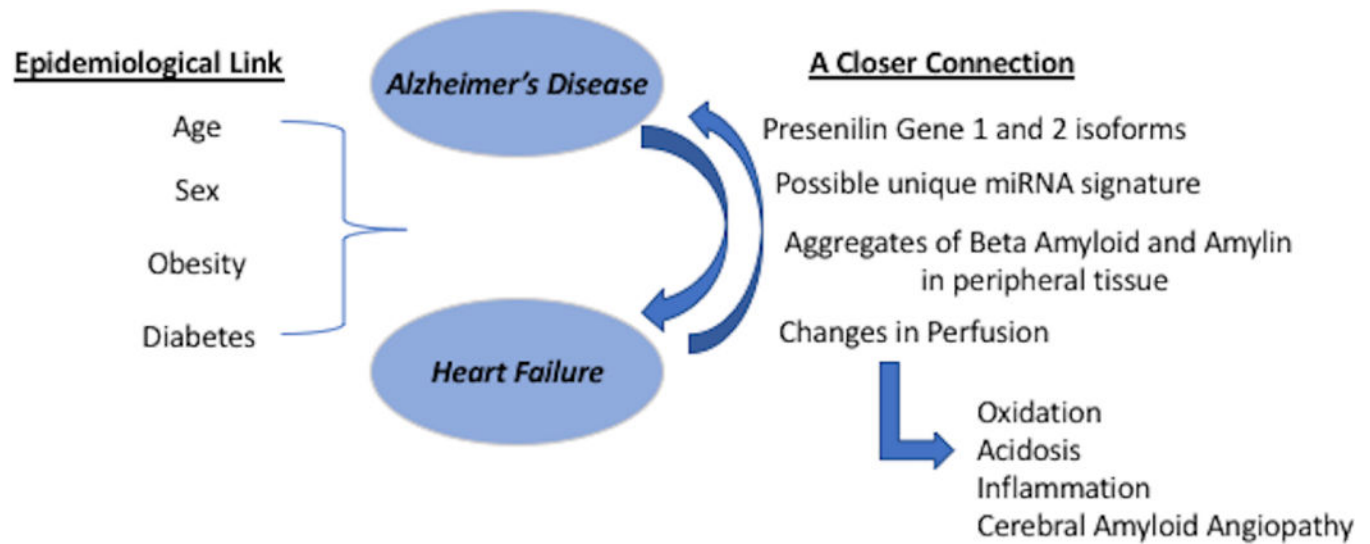 Epidemiological Link
Age
Sex
Obesity
Diabetes
Alzheimer's Disease
Heart Failure
A Closer Connection
Presenilin Gene 1 and 2 isoforms
Possible unique miRNA signature
Aggregates of Beta Amyloid and Amylin
in peripheral tissue
Changes in Perfusion
Oxidation
Acidosis
Inflammation
Cerebral Amyloid Angiopathy